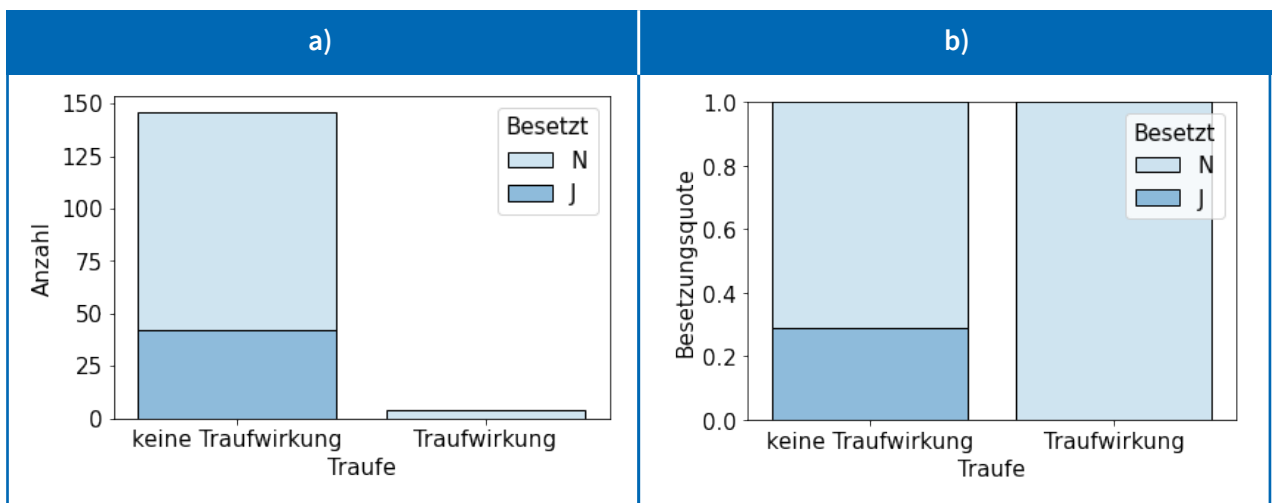 a)
b)
150
125
100
75
50
25
0
Anzahl
Besetzt
N
J
keine Traufwirkung
Traufwirkung
Traufe
1.0
0.8
0.6
0.4
0.2
0.0
Besetzungsquote
Besetzt
N
J
keine Traufwirkung
Traufwirkung
Traufe